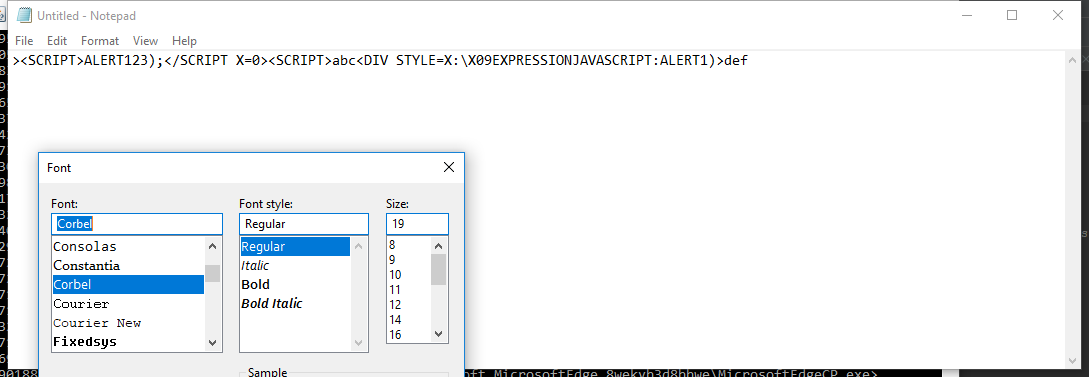 Untitled - Notepad
File Edit Format View Help
><SCRIPT>ALERT123);</SCRIPT X=0><SCRIPT>abc<DIV STYLE=X:\X09EXPRESSIONJAVASCRIPT:ALERT1)>def
Font
Font: Font style: Size:
Corbel Regular 19
Consolas Regular 8
Constantia Italic 9
Corbel Bold 10
Courier Bold Italic 11
Courier New 12
Fixedsys 14
16
Sample
90188
oft.MicrosoftEdge_8wekyb3d8bbwe\MicrosoftEdgeCP.exe>